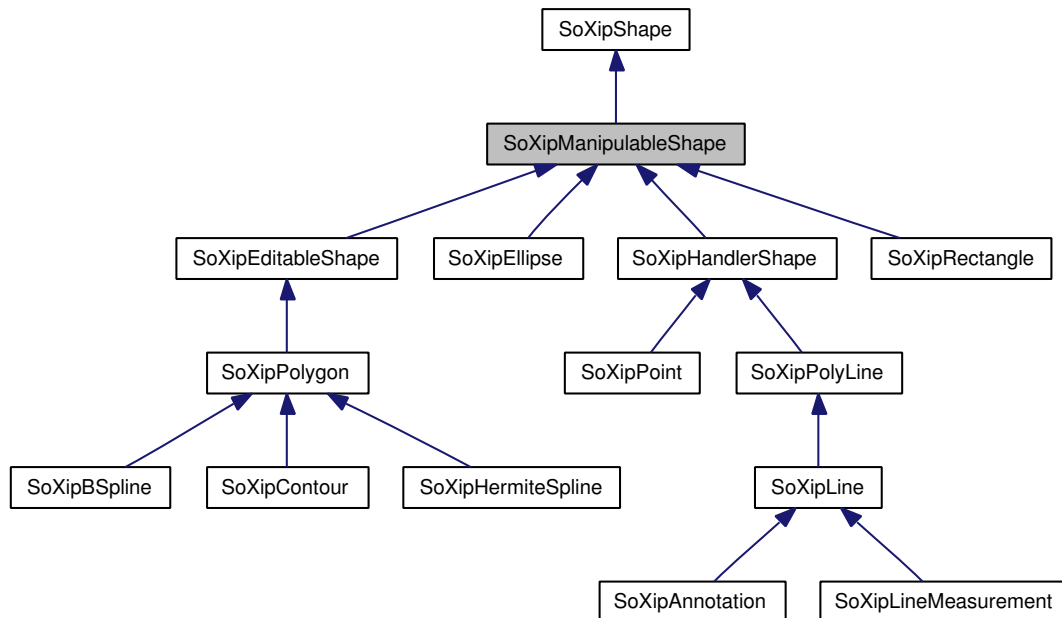 SoXipShape
SoXipManipulableShape
SoXipEditableShape
SoXipEllipse
SoXipHandlerShape
SoXipRectangle
SoXipPolygon
SoXipPoint
SoXipPolyLine
SoXipBSpline
SoXipContour
SoXipHermiteSpline
SoXipLine
SoXipAnnotation
SoXipLineMeasurement